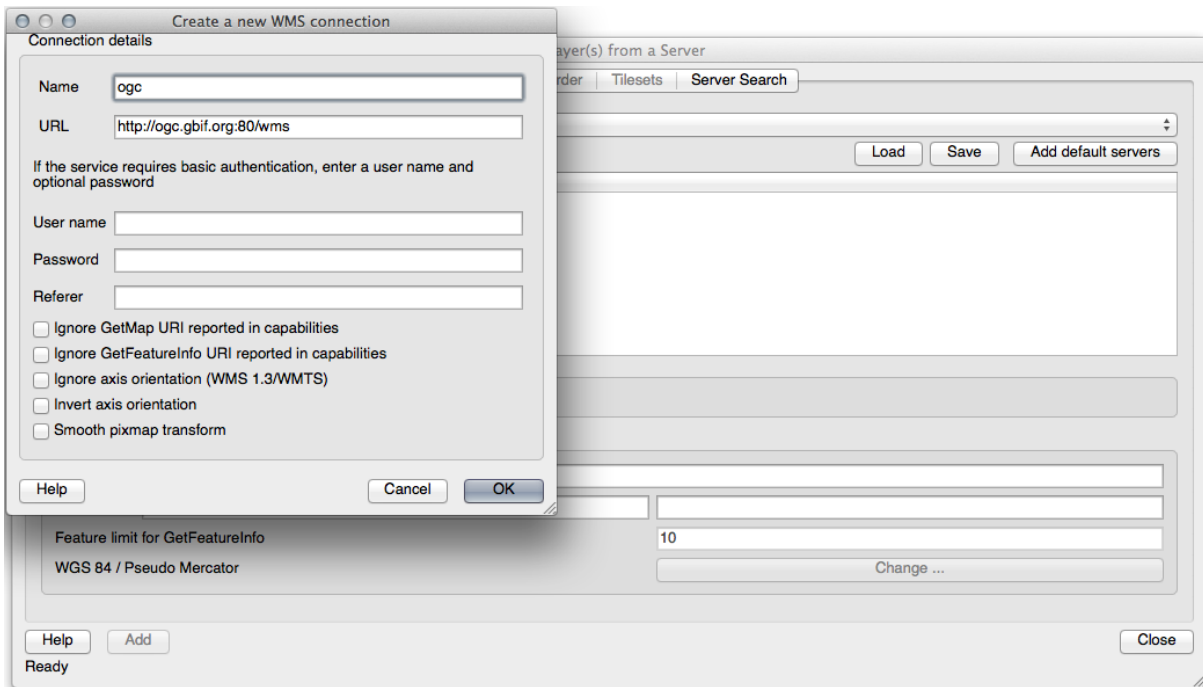 Create a new WMS connection
Connection details
Name
ogc
URL
http://ogc.gbif.org:80/wms
If the service requires basic authentication, enter a user name and
optional password
User name
Password
Referer
Ignore GetMap URI reported in capabilities
Ignore GetFeatureInfo URI reported in capabilities
Ignore axis orientation (WMS 1.3/WMTS)
Invert axis orientation
Smooth pixmap transform
Help
Cancel
OK
ayer(s) from a Server
rder
Tilesets
Server Search
Load
Save
Add default servers
Feature limit for GetFeatureInfo
10
WGS 84 / Pseudo Mercator
Change ...
Help
Add
Close
Ready